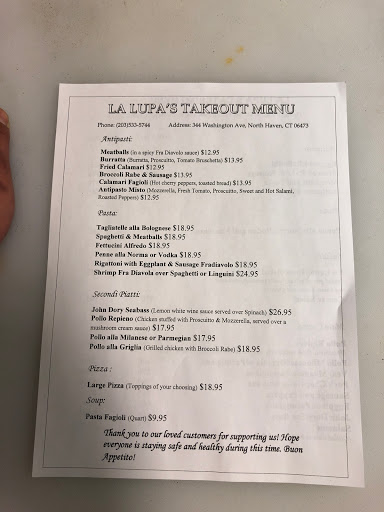 LA LUPA'S TAKEOUT MENU
Phone: (203)533-5744 Address: 344 Washington Ave, North Haven, CT 06473
Antipasti:
Meatballs (in a spicy Fra Diavolo sauce) $12.95
Burratta (Burratta, Prosciutto, Tomato Bruschetta) $13.95
Fried Calamari $12.95
Broccoli Rabe & Sausage $13.95
Calamari Fagioli (Hot cherry peppers, toasted bread) $13.95
Antipasto Misto (Mozzerella, Fresh Tomato, Prosciutto, Sweet and Hot Salami,
Roasted Peppers) $12.95
Pasta:
Tagliatelle alla Bolognese $18.95
Spaghetti & Meatballs $18.95
Fettucini Alfredo $18.95
Penne alla Norma or Vodka $18.95
Rigattoni with Eggplant & Sausage Fradiavolo $18.95
Shrimp Fra Diavola over Spaghetti or Linguini $24.95
Secondi Piatti:
John Dory Seabass (Lemon white wine sauce served over Spinach) $26.95
Pollo Repieno (Chicken stuffed with Prosciutto & Mozzerella, served over a
mushroom cream sauce) $17.95
Pollo alla Milanese or Parmegian $17.95
Pollo alla Griglia (Grilled chicken with Broccoli Rabe) $18.95
Pizza :
Large Pizza (Toppings of your choosing) $18.95
Soup:
Pasta Fagioli (Quart) $9.95
Thank you to our loved customers for supporting us! Hope
everyone is staying safe and healthy during this time. Buon
Appetito!